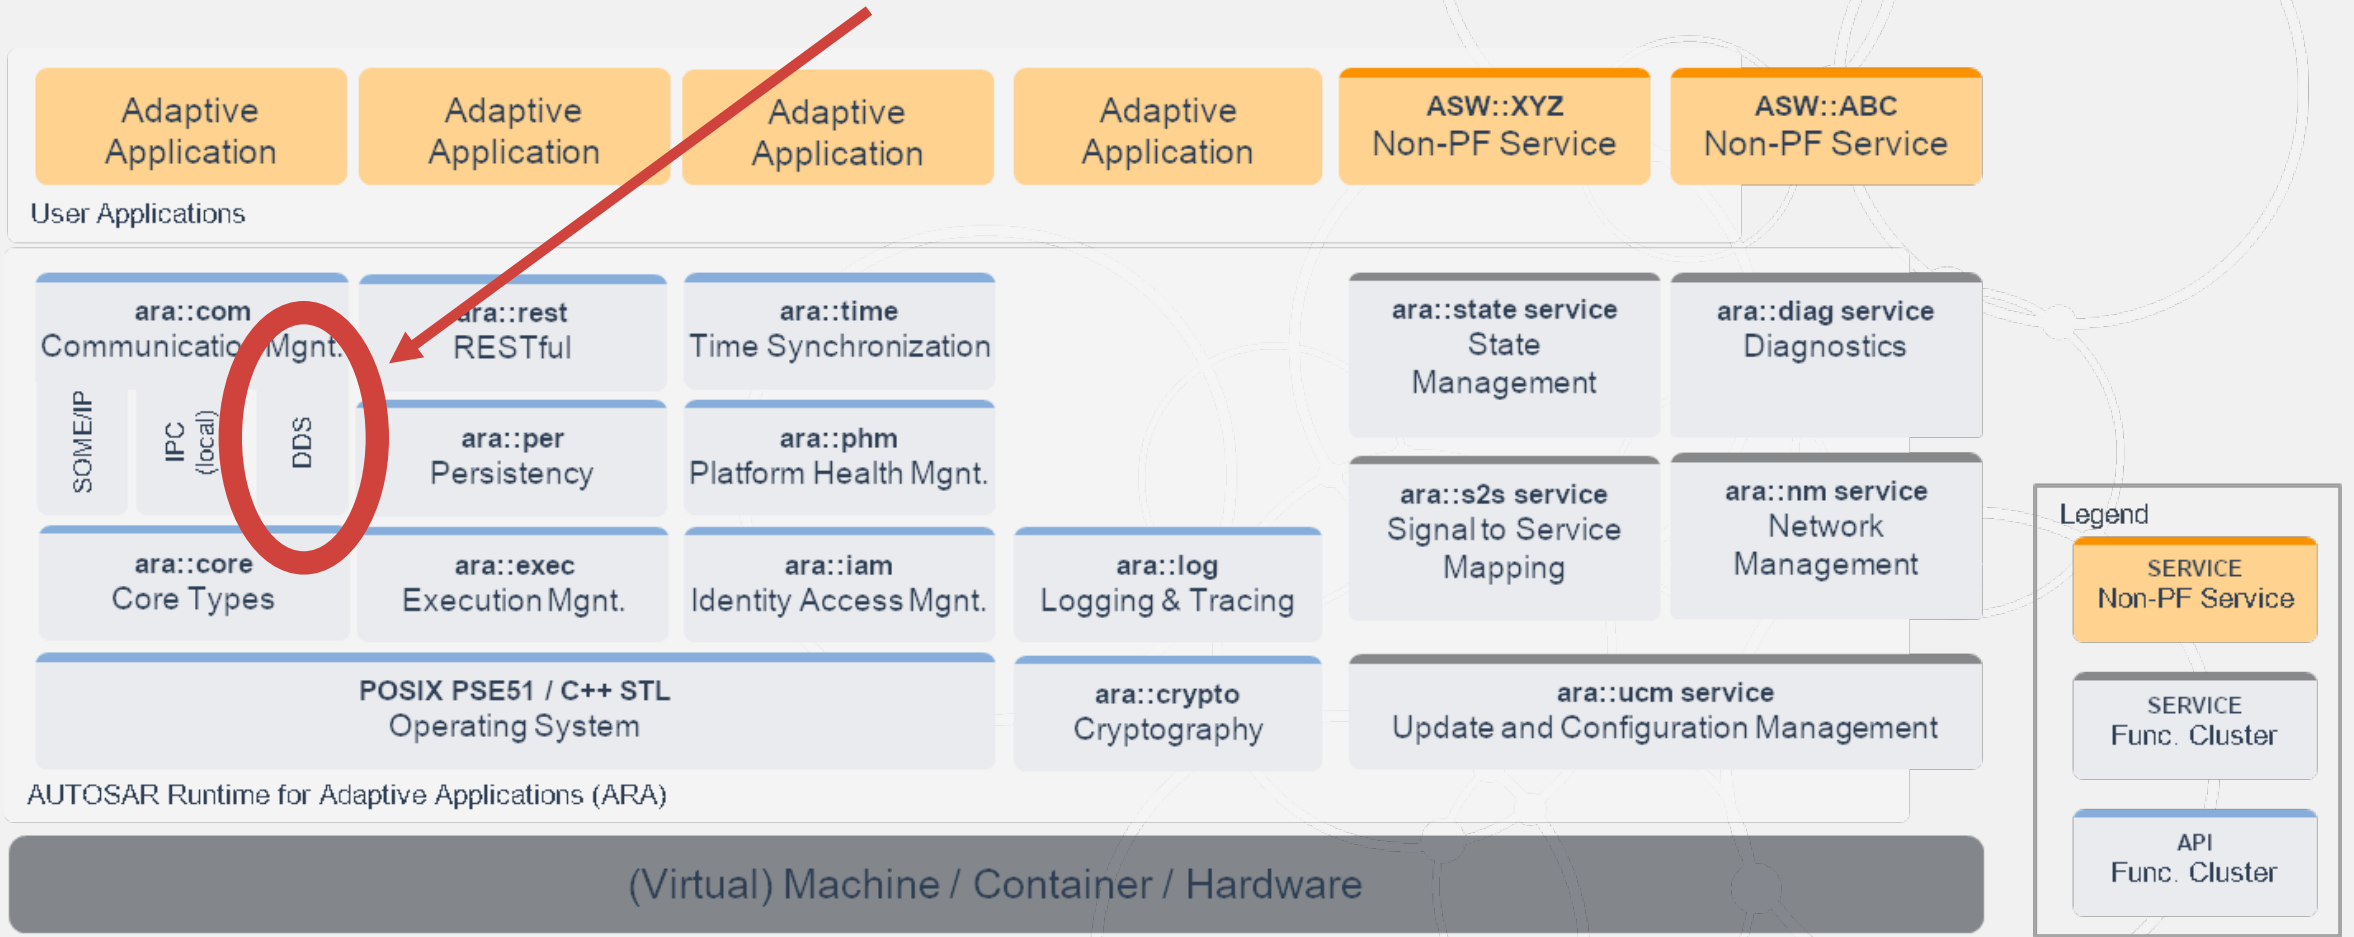 Adaptive
Application
Adaptive
Application
Adaptive
Application
Adaptive
Application
ASW::XYZ
Non-PF Service
ASW::ABC
Non-PF Service
User Applications
ara::com
Communication Mgnt.
SOME/IP
IPC
(local)
DDS
ara::rest
RESTful
ara::time
Time Synchronization
ara::per
Persistency
ara::phm
Platform Health Mgnt.
ara::state service
State
Management
ara::diag service
Diagnostics
ara::s2s service
Signal to Service
Mapping
ara::nm service
Network
Management
ara::core
Core Types
ara::exec
Execution Mgnt.
ara::iam
Identity Access Mgnt.
ara::log
Logging & Tracing
POSIX PSE51 / C++ STL
Operating System
ara::crypto
Cryptography
ara::ucm service
Update and Configuration Management
AUTOSAR Runtime for Adaptive Applications (ARA)
(Virtual) Machine / Container / Hardware
Legend
SERVICE
Non-PF Service
SERVICE
Func. Cluster
API
Func. Cluster